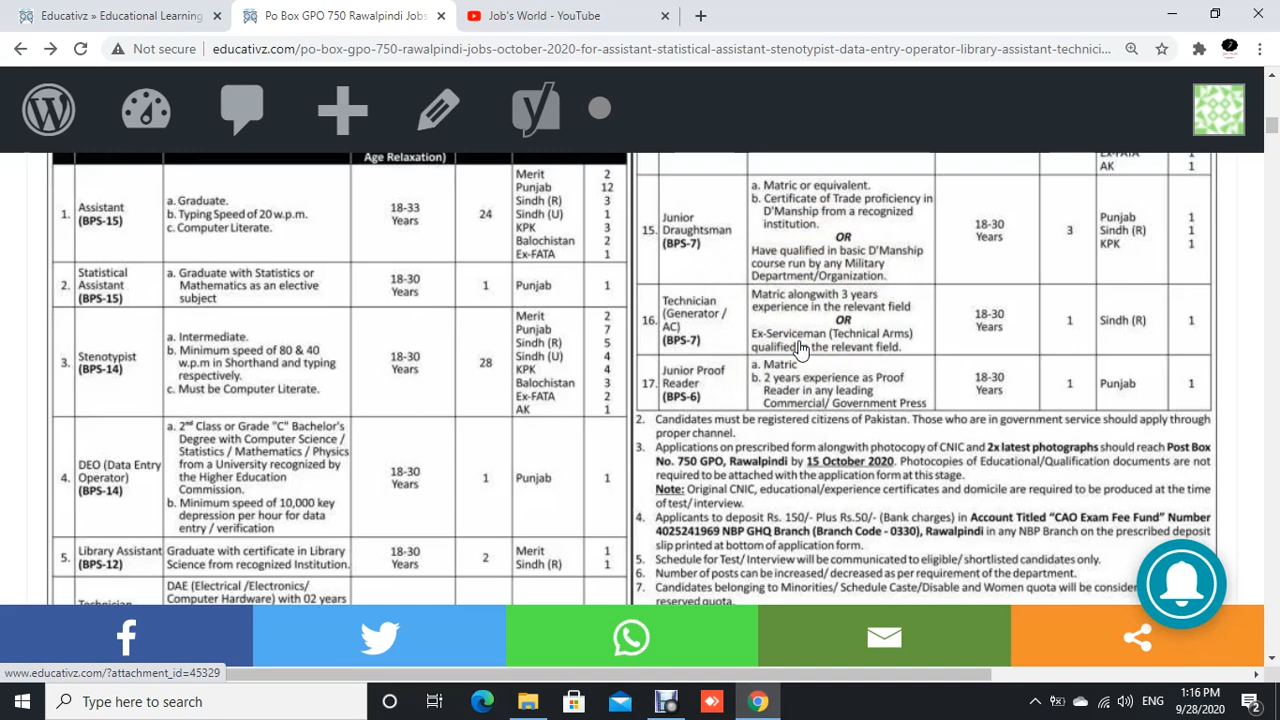 Educativz » Educational Learning
Po Box GPO 750 Rawalpindi Jobs
Job's World - YouTube
Not secure
educativz.com/po-box-gpo-750-rawalpindi-jobs-october-2020-for-assistant-statistical-assistant-stenotypist-data-entry-operator-library-assistant-technici...
Age Relaxation)
1. Assistant (BPS-15)
a. Graduate.
b. Typing Speed of 20 w.p.m.
c. Computer Literate.
18-33 Years
24
Merit 2
Punjab 12
Sindh (R) 3
Sindh (U) 1
KPK 3
Balochistan 2
Ex-FATA 1
2. Statistical Assistant (BPS-15)
a. Graduate with Statistics or
Mathematics as an elective
subject
18-30 Years
1
Punjab 1
3. Stenotypist (BPS-14)
a. Intermediate.
b. Minimum speed of 80 & 40
w.p.m in Shorthand and typing
respectively.
c. Must be Computer Literate.
18-30 Years
28
Merit 2
Punjab 7
Sindh (R) 5
Sindh (U) 4
KPK 4
Balochistan 3
Ex-FATA 2
AK 1
4. DEO (Data Entry Operator) (BPS-14)
a. 2nd Class or Grade "C" Bachelor's
Degree with Computer Science /
Statistics / Mathematics / Physics
from a University recognized by
the Higher Education
Commission.
b. Minimum speed of 10,000 key
depression per hour for data
entry / verification
18-30 Years
1
Punjab 1
5. Library Assistant (BPS-12)
Graduate with certificate in Library
Science from recognized Institution.
18-30 Years
2
Merit 1
Sindh (R) 1
DAE (Electrical /Electronics/
Computer Hardware) with 02 years
Ex-FATA 1
AK 1
15. Junior Draughtsman (BPS-7)
a. Matric or equivalent.
b. Certificate of Trade proficiency in
D'Manship from a recognized
institution.
OR
Have qualified in basic D'Manship
course run by any Military
Department/Organization.
18-30 Years
3
Punjab 1
Sindh (R) 1
KPK 1
16. Technician (Generator / AC) (BPS-7)
Matric alongwith 3 years
experience in the relevant field
OR
Ex-Serviceman (Technical Arms)
qualified the relevant field.
18-30 Years
1
Sindh (R) 1
17. Junior Proof Reader (BPS-6)
a. Matric
b. 2 years experience as Proof
Reader in any leading
Commercial/ Government Press
18-30 Years
1
Punjab 1
2. Candidates must be registered citizens of Pakistan. Those who are in government service should apply through
proper channel.
3. Applications on prescribed form alongwith photocopy of CNIC and 2x latest photographs should reach Post Box
No. 750 GPO, Rawalpindi by 15 October 2020. Photocopies of Educational/Qualification documents are not
required to be attached with the application form at this stage.
Note: Original CNIC, educational/experience certificates and domicile are required to be produced at the time
of test/interview.
4. Applicants to deposit Rs. 150/- Plus Rs.50/- (Bank charges) in Account Titled "CAO Exam Fee Fund" Number
4025241969 NBP GHQ Branch (Branch Code - 0330), Rawalpindi in any NBP Branch on the prescribed deposit
slip printed at bottom of application form.
5. Schedule for Test/ Interview will be communicated to eligible/ shortlisted candidates only.
6. Number of posts can be increased/ decreased as per requirement of the department.
7. Candidates belonging to Minorities/ Schedule Caste/Disable and Women quota will be
reserved quota.
www.educativz.com/?attachment_id=45329
Type here to search
ENG
1:16 PM
9/28/2020
2